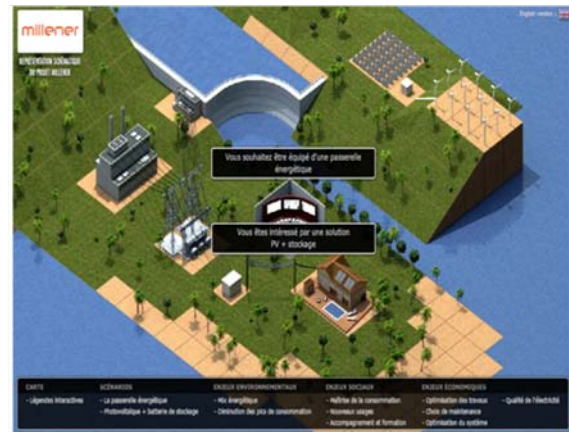 millener
REPRÉSENTATION SCHÉMATIQUE
DU PROJET MILLENER
English version
Vous souhaitez être équipé d'une passerelle
énergétique
Vous êtes intéressé par une solution
PV + stockage
CARTE
- Légendes interactives
SCÉNARIOS
- La passerelle énergétique
- Photovoltaïque + batterie de stockage
ENJEUX ENVIRONNEMENTAUX
- Mix énergétique
- Diminution des pics de consommation
ENJEUX SOCIAUX
- Maîtrise de la consommation
- Nouveaux usages
- Accompagnement et formation
ENJEUX ÉCONOMIQUES
- Optimisation des travaux
- Choix de maintenance
- Optimisation du système
- Qualité de l'électricité